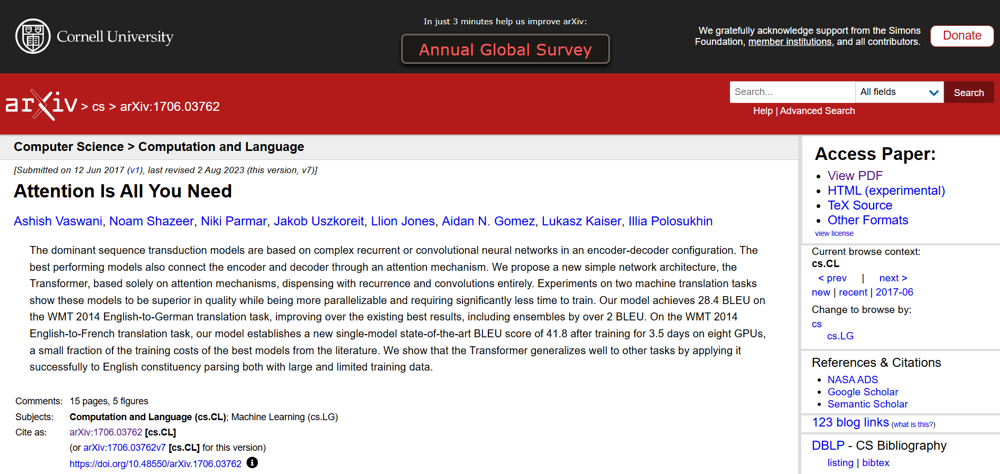 Cornell University
In just 3 minutes help us improve arXiv:
Annual Global Survey
We gratefully acknowledge support from the Simons
Foundation, member institutions, and all contributors.
Donate
arXiv > cs > arXiv:1706.03762
Search...
All fields
Search
Help | Advanced Search
Computer Science > Computation and Language
[Submitted on 12 Jun 2017 (v1), last revised 2 Aug 2023 (this version, v7)]
Attention Is All You Need
Ashish Vaswani, Noam Shazeer, Niki Parmar, Jakob Uszkoreit, Llion Jones, Aidan N. Gomez, Lukasz Kaiser, Illia Polosukhin
The dominant sequence transduction models are based on complex recurrent or convolutional neural networks in an encoder-decoder configuration. The
best performing models also connect the encoder and decoder through an attention mechanism. We propose a new simple network architecture, the
Transformer, based solely on attention mechanisms, dispensing with recurrence and convolutions entirely. Experiments on two machine translation tasks
show these models to be superior in quality while being more parallelizable and requiring significantly less time to train. Our model achieves 28.4 BLEU on
the WMT 2014 English-to-German translation task, improving over the existing best results, including ensembles by over 2 BLEU. On the WMT 2014
English-to-French translation task, our model establishes a new single-model state-of-the-art BLEU score of 41.8 after training for 3.5 days on eight GPUs,
a small fraction of the training costs of the best models from the literature. We show that the Transformer generalizes well to other tasks by applying it
successfully to English constituency parsing both with large and limited training data.
Comments: 15 pages, 5 figures
Subjects: Computation and Language (cs.CL); Machine Learning (cs.LG)
Cite as: arXiv:1706.03762 [cs.CL]
(or arXiv:1706.03762v7 [cs.CL] for this version)
https://doi.org/10.48550/arXiv.1706.03762
Access Paper:
View PDF
HTML (experimental)
TeX Source
Other Formats
view license
Current browse context:
cs.CL
< prev | next >
new | recent | 2017-06
Change to browse by:
cs
cs.LG
References & Citations
NASA ADS
Google Scholar
Semantic Scholar
123 blog links (what is this?)
DBLP - CS Bibliography
listing | bibtex